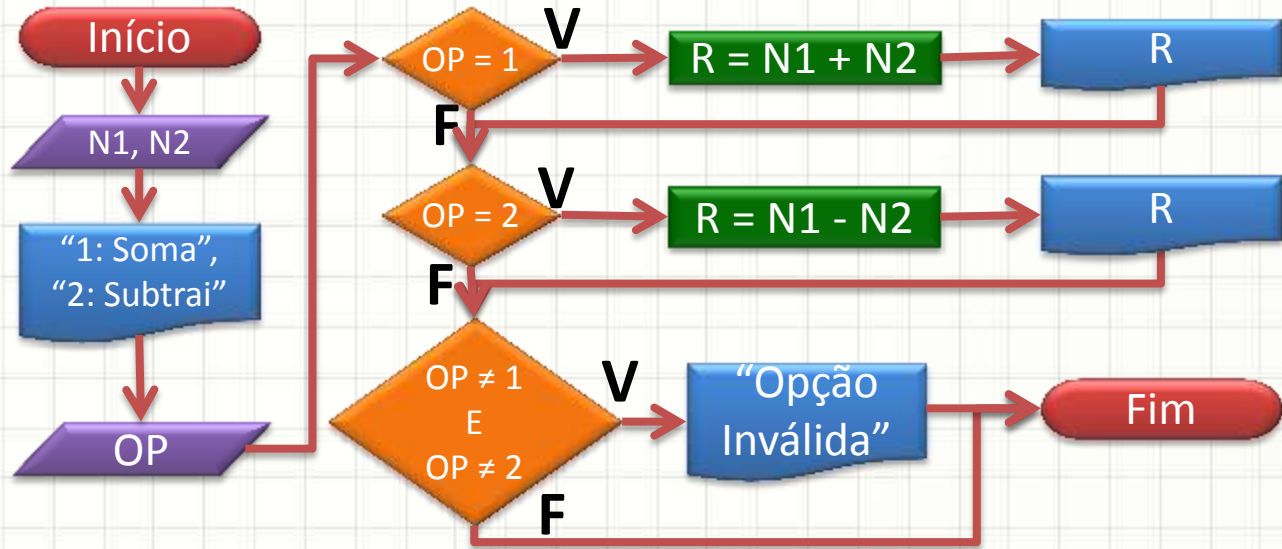 Início
N1, N2
“1: Soma”,
“2: Subtrai”
OP
OP = 1
V
F
R = N1 + N2
R
OP = 2
V
F
R = N1 - N2
R
OP ≠ 1
E
OP ≠ 2
V
F
“Opção
Inválida”
Fim